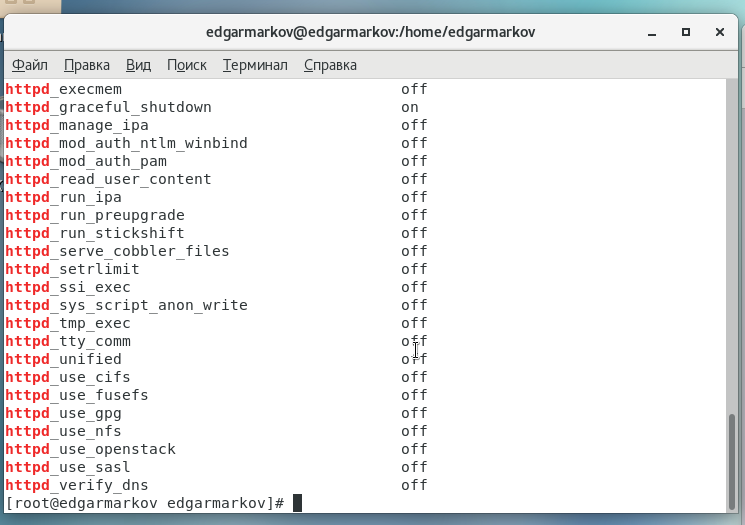 edgarmarkov@edgarmarkov:/home/edgarmarkov
Файл Правка Вид Поиск Терминал Справка
httpd_execmem off
httpd_graceful_shutdown on
httpd_manage_ipa off
httpd_mod_auth_ntlm_winbind off
httpd_mod_auth_pam off
httpd_read_user_content off
httpd_run_ipa off
httpd_run_preupgrade off
httpd_run_stickshift off
httpd_serve_cobbler_files off
httpd_setrlimit off
httpd_ssi_exec off
httpd_sys_script_anon_write off
httpd_tmp_exec off
httpd_tty_comm off
httpd_unified off
httpd_use_cifs off
httpd_use_fusefs off
httpd_use_gpg off
httpd_use_nfs off
httpd_use_openstack off
httpd_use_sasl off
httpd_verify_dns off
[root@edgarmarkov edgarmarkov]#